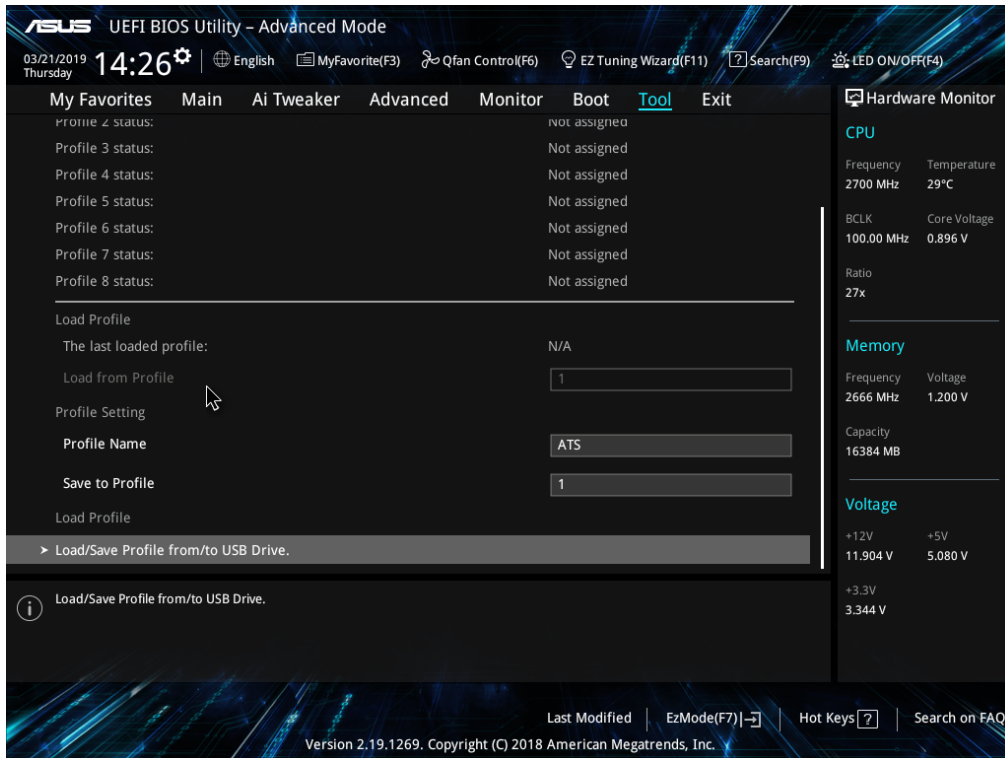 ASUS UEFI BIOS Utility – Advanced Mode
03/21/2019 Thursday 14:26 English MyFavorite(F3) Qfan Control(F6) EZ Tuning Wizard(F11) ? Search(F9) LED ON/OFF(F4)
My Favorites Main Ai Tweaker Advanced Monitor Boot Tool Exit
Profile 2 status: Not assigned
Profile 3 status: Not assigned
Profile 4 status: Not assigned
Profile 5 status: Not assigned
Profile 6 status: Not assigned
Profile 7 status: Not assigned
Profile 8 status: Not assigned
Load Profile
The last loaded profile: N/A
Load from Profile 1
Profile Setting
Profile Name ATS
Save to Profile 1
Load Profile
Load/Save Profile from/to USB Drive.
Load/Save Profile from/to USB Drive.
Hardware Monitor
CPU
Frequency Temperature
2700 MHz 29°C
BCLK Core Voltage
100.00 MHz 0.896 V
Ratio
27x
Memory
Frequency Voltage
2666 MHz 1.200 V
Capacity
16384 MB
Voltage
+12V +5V
11.904 V 5.080 V
+3.3V
3.344 V
Last Modified EzMode(F7) Hot Keys ? Search on FAQ
Version 2.19.1269. Copyright (C) 2018 American Megatrends, Inc.